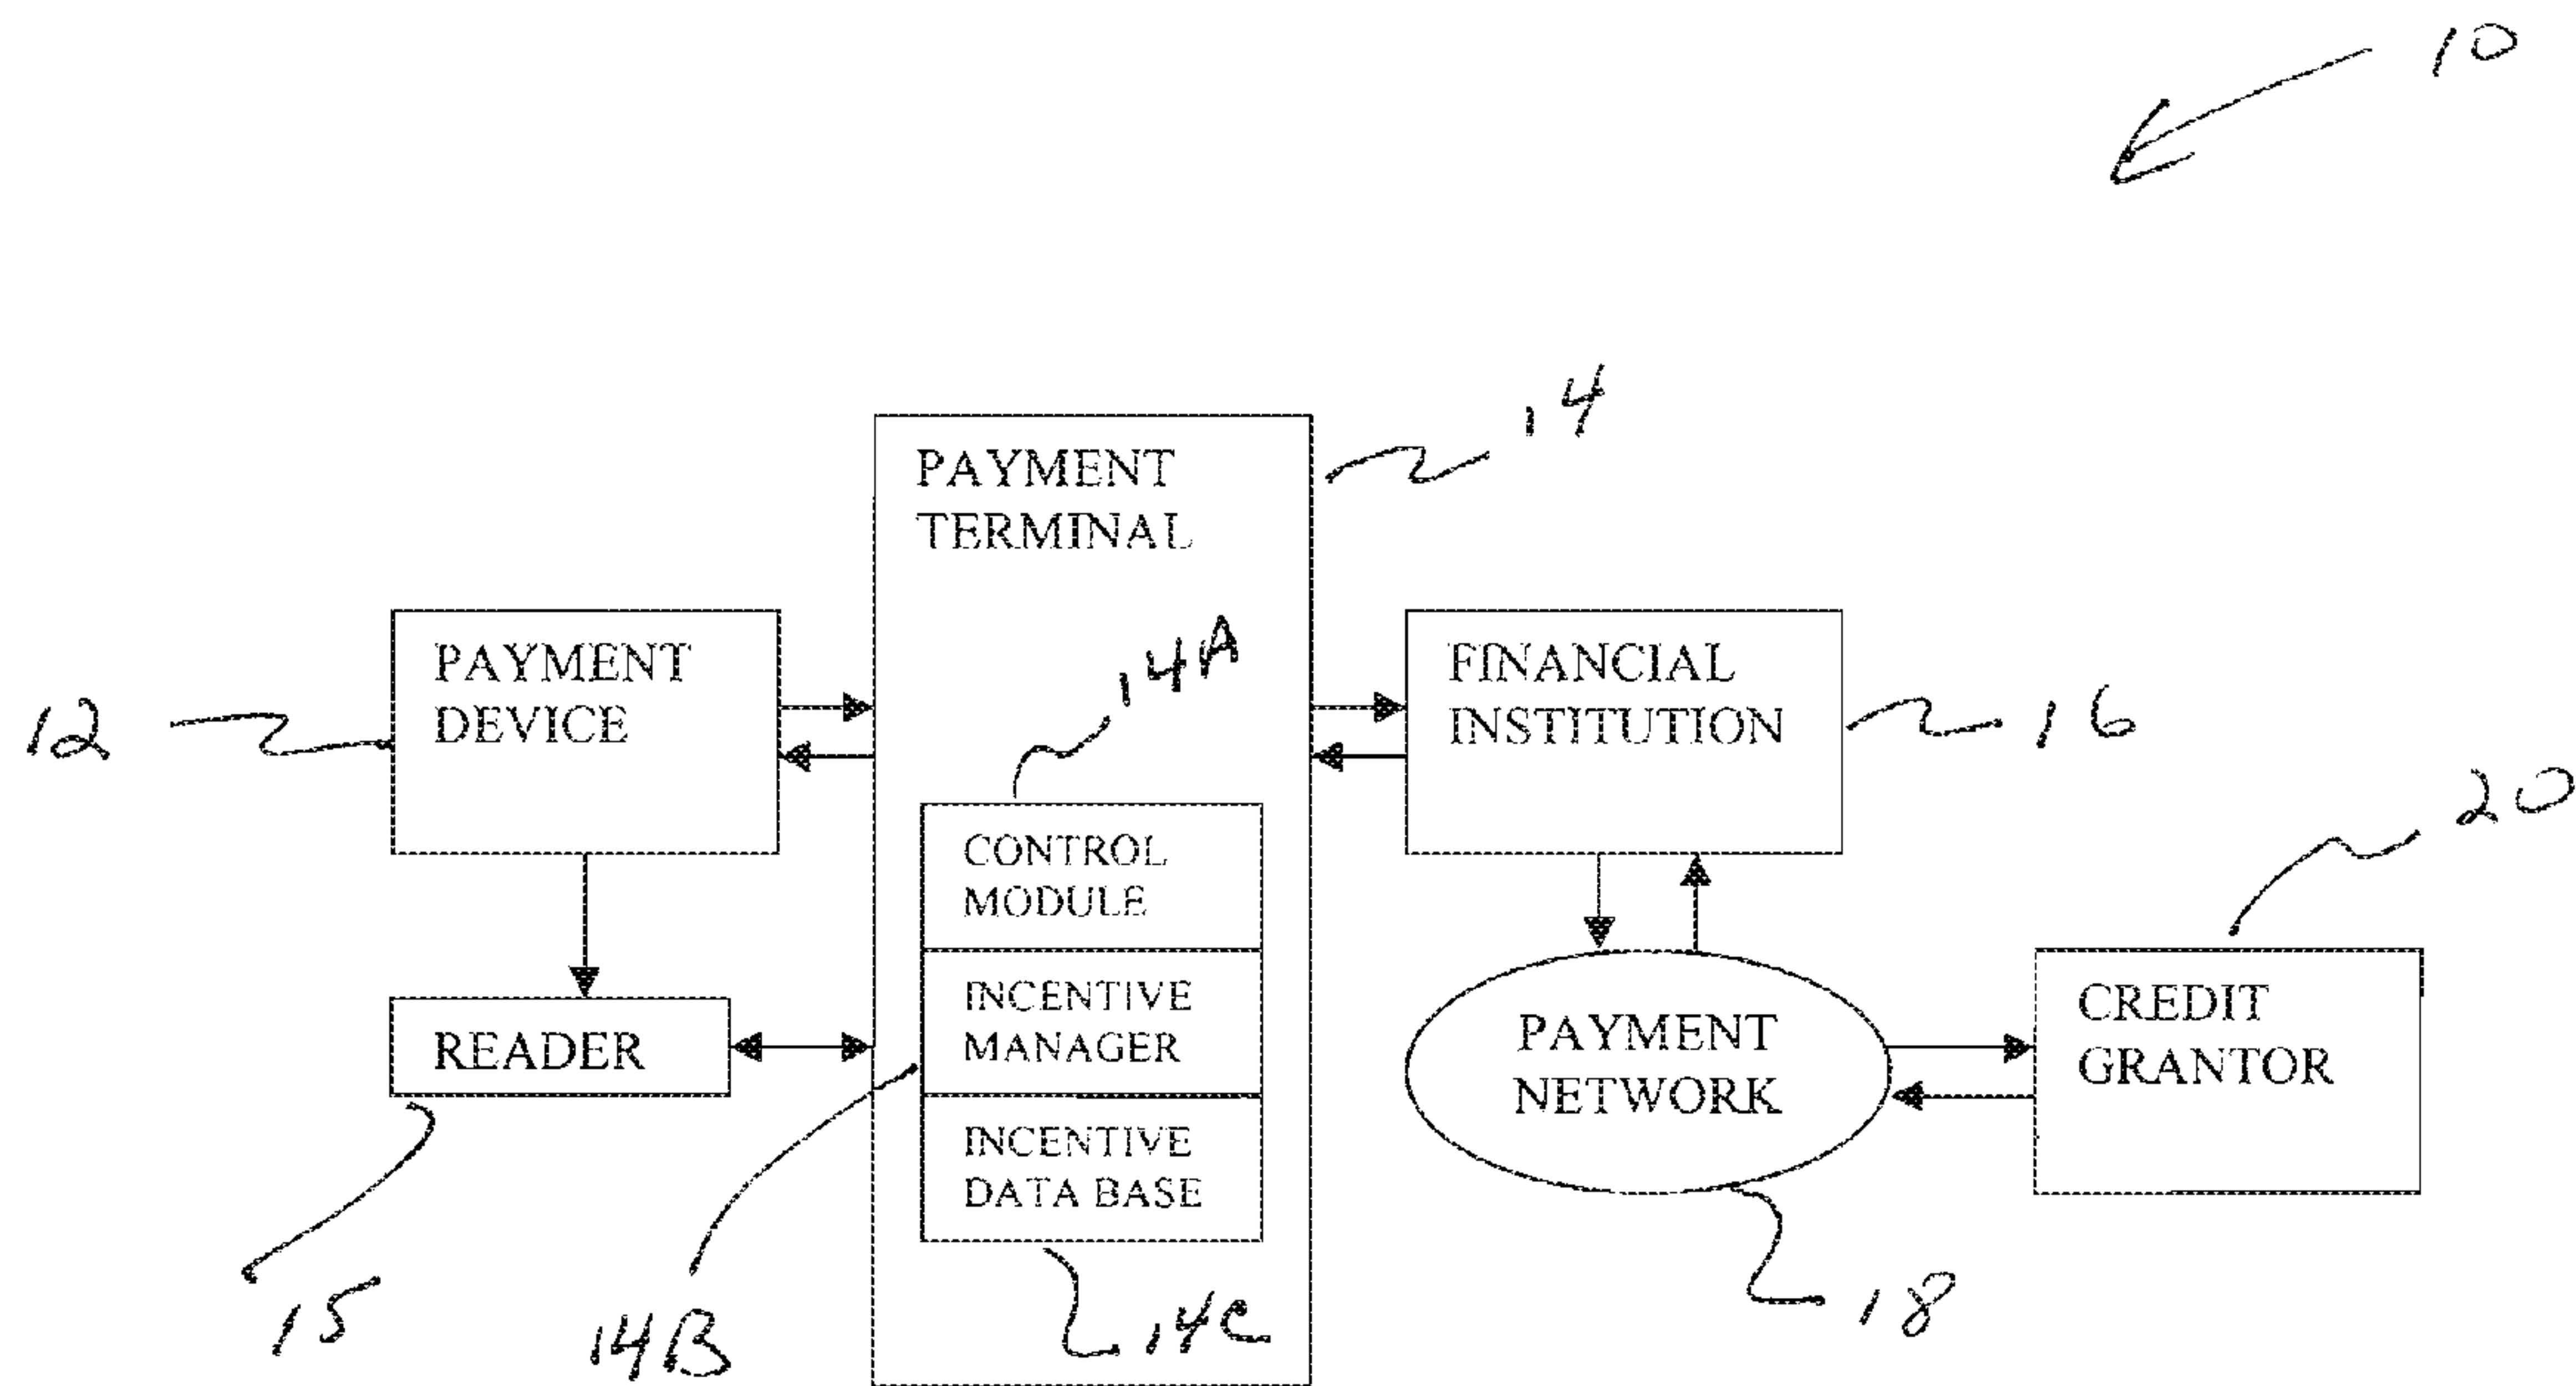 10
14
PAYMENT
TERMINAL
14A
PAYMENT
DEVICE
12
FINANCIAL
INSTITUTION
16
20
CONTROL
MODULE
INCENTIVE
MANAGER
INCENTIVE
DATA BASE
READER
PAYMENT
NETWORK
CREDIT
GRANTOR
15
14B
14C
18